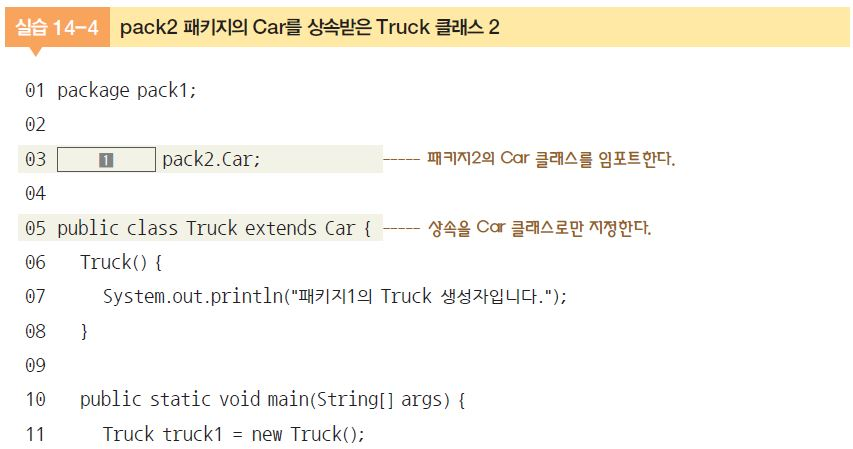 실습 14-4 pack2 패키지의 Car를 상속받은 Truck 클래스 2
01 package pack1;
02
03 1 pack2.Car; ----- 패키지2의 Car 클래스를 임포트한다.
04
05 public class Truck extends Car { ----- 상속을 Car 클래스로만 지정한다.
06 Truck() {
07 System.out.println("패키지1의 Truck 생성자입니다.");
08 }
09
10 public static void main(String[] args) {
11 Truck truck1 = new Truck();